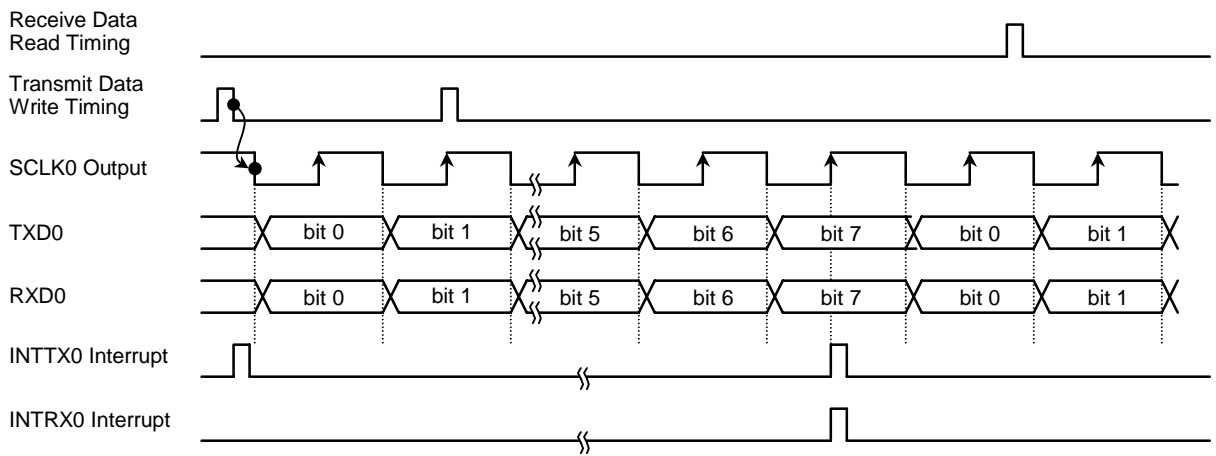 Receive Data
Read Timing
Transmit Data
Write Timing
SCLK0 Output
TXD0 bit 0 bit 1 bit 5 bit 6 bit 7 bit 0 bit 1
RXD0 bit 0 bit 1 bit 5 bit 6 bit 7 bit 0 bit 1
INTTX0 Interrupt
INTRX0 Interrupt